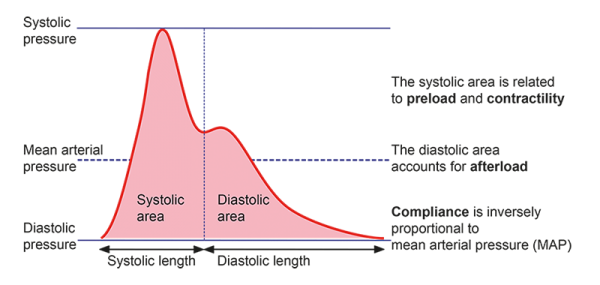 Systolic
pressure
The systolic area is related
to preload and contractility
Mean arterial
pressure
The diastolic area
accounts for afterload
Systolic
area
Diastolic
area
Diastolic
pressure
Compliance is inversely
proportional to
mean arterial pressure (MAP)
Systolic length
Diastolic length